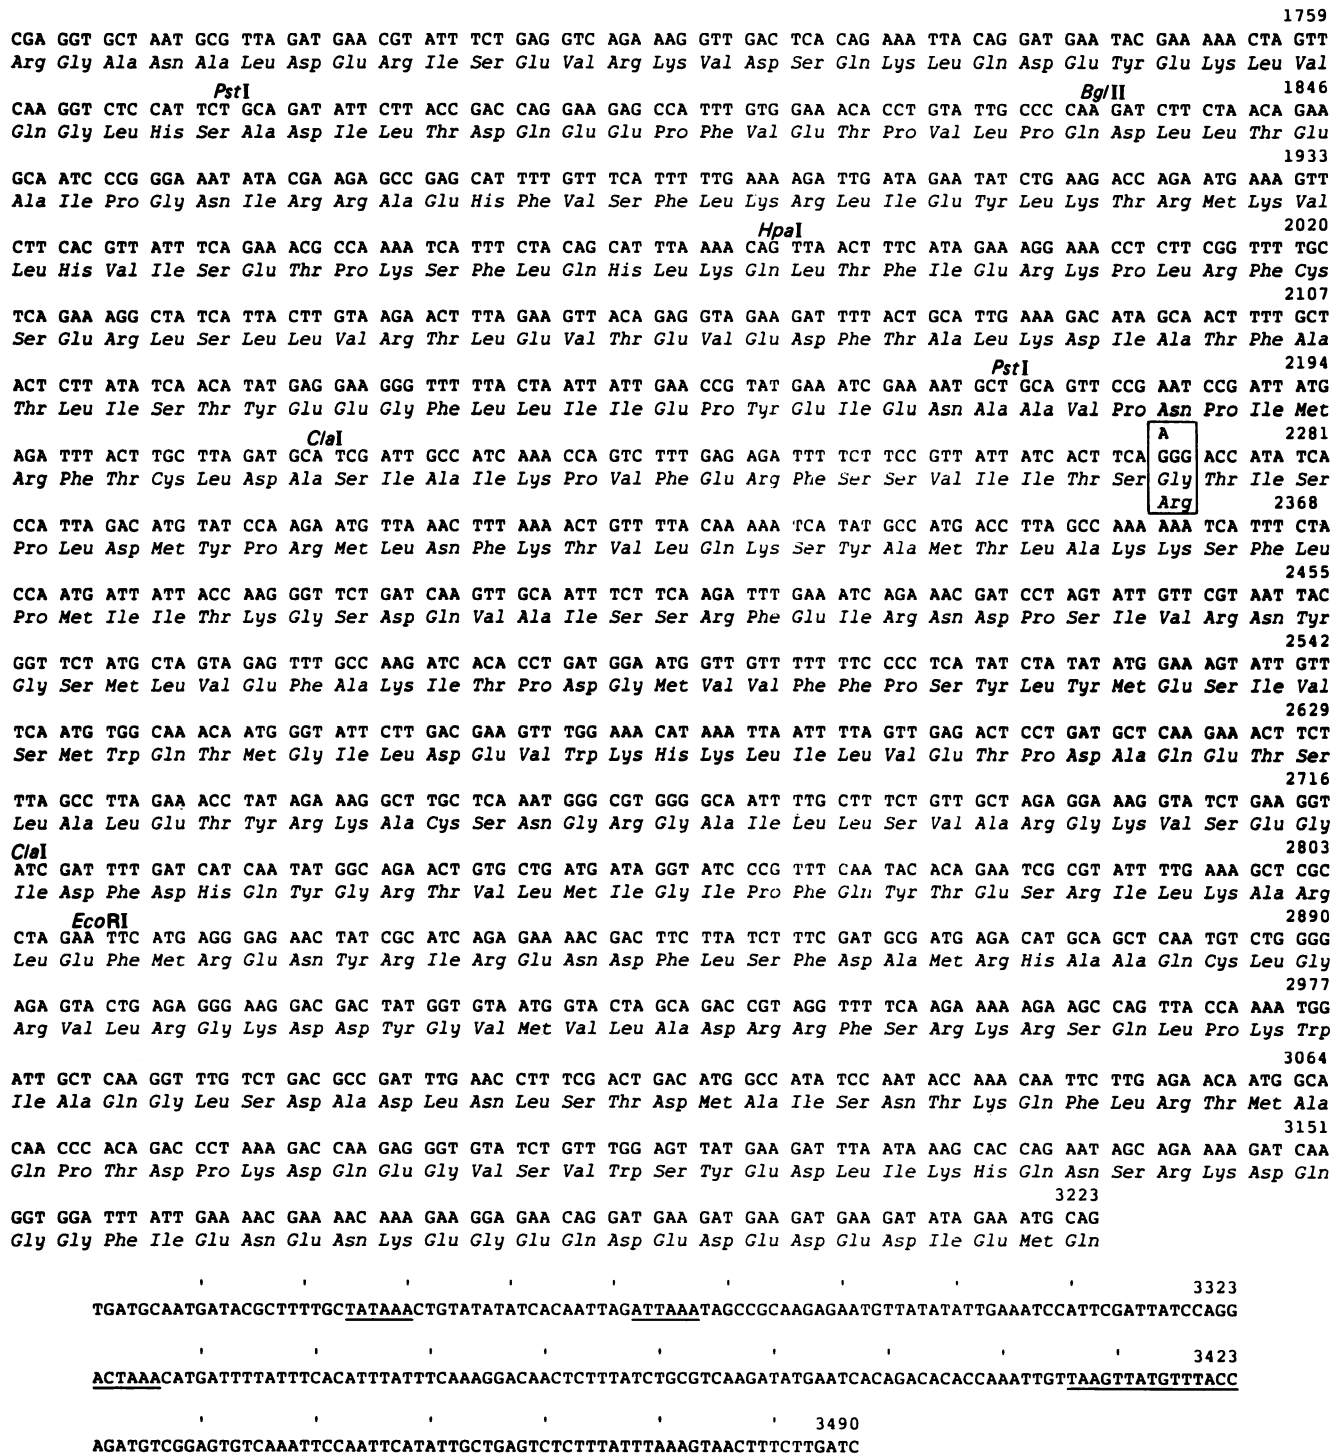 1759
CGA GGT GCT AAT GCG TTA GAT GAA CGT ATT TCT GAG GTC AGA AAG GTT GAC TCA CAG AAA TTA CAG GAT GAA TAC GAA AAA CTA GTT
Arg Gly Ala Asn Ala Leu Asp Glu Arg Ile Ser Glu Val Arg Lys Val Asp Ser Gln Lys Leu Gln Asp Glu Tyr Glu Lys Leu Val
PstI BglII 1846
CAA GGT CTC CAT TCT GCA GAT ATT CTT ACC GAC CAG GAA GAG CCA TTT GTG GAA ACA CCT GTA TTG CCC CAA GAT CTT CTA ACA GAA
Gln Gly Leu His Ser Ala Asp Ile Leu Thr Asp Gln Glu Glu Pro Phe Val Glu Thr Pro Val Leu Pro Gln Asp Leu Leu Thr Glu
1933
GCA ATC CCG GGA AAT ATA CGA AGA GCC GAG CAT TTT GTT TCA TTT TTG AAA AGA TTG ATA GAA TAT CTG AAG ACC AGA ATG AAA GTT
Ala Ile Pro Gly Asn Ile Arg Arg Ala Glu His Phe Val Ser Phe Leu Lys Arg Leu Ile Glu Tyr Leu Lys Thr Arg Met Lys Val
HpaI 2020
CTT CAC GTT ATT TCA GAA ACG CCA AAA TCA TTT CTA CAG CAT TTA AAA CAG TTA ACT TTC ATA GAA AGG AAA CCT CTT CGG TTT TGC
Leu His Val Ile Ser Glu Thr Pro Lys Ser Phe Leu Gln His Leu Lys Gln Leu Thr Phe Ile Glu Arg Lys Pro Leu Arg Phe Cys
2107
TCA GAA AGG CTA TCA TTA CTT GTA AGA ACT TTA GAA GTT ACA GAG GTA GAA GAT TTT ACT GCA TTG AAA GAC ATA GCA ACT TTT GCT
Ser Glu Arg Leu Ser Leu Leu Val Arg Thr Leu Glu Val Thr Glu Val Glu Asp Phe Thr Ala Leu Lys Asp Ile Ala Thr Phe Ala
PstI 2194
ACT CTT ATA TCA ACA TAT GAG GAA GGG TTT TTA CTA ATT ATT GAA CCG TAT GAA ATC GAA AAT GCT GCA GTT CCG AAT CCG ATT ATG
Thr Leu Ile Ser Thr Tyr Glu Glu Gly Phe Leu Leu Ile Ile Glu Pro Tyr Glu Ile Glu Asn Ala Ala Val Pro Asn Pro Ile Met
ClaI A 2281
AGA TTT ACT TGC TTA GAT GCA TCG ATT GCC ATC AAA CCA GTC TTT GAG AGA TTT TCT TCC GTT ATT ATC ACT TCA GGG ACC ATA TCA
Arg Phe Thr Cys Leu Asp Ala Ser Ile Ala Ile Lys Pro Val Phe Glu Arg Phe Ser Ser Val Ile Ile Thr Ser Gly Thr Ile Ser
Arg 2368
CCA TTA GAC ATG TAT CCA AGA ATG TTA AAC TTT AAA ACT GTT TTA CAA AAA TCA TAT GCC ATG ACC TTA GCC AAA AAA TCA TTT CTA
Pro Leu Asp Met Tyr Pro Arg Met Leu Asn Phe Lys Thr Val Leu Gln Lys Ser Tyr Ala Met Thr Leu Ala Lys Lys Ser Phe Leu
2455
CCA ATG ATT ATT ACC AAG GGT TCT GAT CAA GTT GCA ATT TCT TCA AGA TTT GAA ATC AGA AAC GAT CCT AGT ATT GTT CGT AAT TAC
Pro Met Ile Ile Thr Lys Gly Ser Asp Gln Val Ala Ile Ser Ser Arg Phe Glu Ile Arg Asn Asp Pro Ser Ile Val Arg Asn Tyr
2542
GGT TCT ATG CTA GTA GAG TTT GCC AAG ATC ACA CCT GAT GGA ATG GTT GTT TTT TTC CCC TCA TAT CTA TAT ATG GAA AGT ATT GTT
Gly Ser Met Leu Val Glu Phe Ala Lys Ile Thr Pro Asp Gly Met Val Val Phe Phe Pro Ser Tyr Leu Tyr Met Glu Ser Ile Val
2629
TCA ATG TGG CAA ACA ATG GGT ATT CTT GAC GAA GTT TGG AAA CAT AAA TTA ATT TTA GTT GAG ACT CCT GAT GCT CAA GAA ACT TCT
Ser Met Trp Gln Thr Met Gly Ile Leu Asp Glu Val Trp Lys His Lys Leu Ile Leu Val Glu Thr Pro Asp Ala Gln Glu Thr Ser
2716
TTA GCC TTA GAA ACC TAT AGA AAG GCT TGC TCA AAT GGG CGT GGG GCA ATT TTG CTT TCT GTT GCT AGA GGA AAG GTA TCT GAA GGT
Leu Ala Leu Glu Thr Tyr Arg Lys Ala Cys Ser Asn Gly Arg Gly Ala Ile Leu Leu Ser Val Ala Arg Gly Lys Val Ser Glu Gly
ClaI 2803
ATC GAT TTT GAT CAT CAA TAT GGC AGA ACT GTG CTG ATG ATA GGT ATC CCG TTT CAA TAC ACA GAA TCG CGT ATT TTG AAA GCT CGC
Ile Asp Phe Asp His Gln Tyr Gly Arg Thr Val Leu Met Ile Gly Ile Pro Phe Gln Tyr Thr Glu Ser Arg Ile Leu Lys Ala Arg
EcoRI 2890
CTA GAA TTC ATG AGG GAG AAC TAT CGC ATC AGA GAA AAC GAC TTC TTA TCT TTC GAT GCG ATG AGA CAT GCA GCT CAA TGT CTG GGG
Leu Glu Phe Met Arg Glu Asn Tyr Arg Ile Arg Glu Asn Asp Phe Leu Ser Phe Asp Ala Met Arg His Ala Ala Gln Cys Leu Gly
2977
AGA GTA CTG AGA GGG AAG GAC GAC TAT GGT GTA ATG GTA CTA GCA GAC CGT AGG TTT TCA AGA AAA AGA AGC CAG TTA CCA AAA TGG
Arg Val Leu Arg Gly Lys Asp Asp Tyr Gly Val Met Val Leu Ala Asp Arg Arg Phe Ser Arg Lys Arg Ser Gln Leu Pro Lys Trp
3064
ATT GCT CAA GGT TTG TCT GAC GCC GAT TTG AAC CTT TCG ACT GAC ATG GCC ATA TCC AAT ACC AAA CAA TTC TTG AGA ACA ATG GCA
Ile Ala Gln Gly Leu Ser Asp Ala Asp Leu Asn Leu Ser Thr Asp Met Ala Ile Ser Asn Thr Lys Gln Phe Leu Arg Thr Met Ala
3151
CAA CCC ACA GAC CCT AAA GAC CAA GAG GGT GTA TCT GTT TGG AGT TAT GAA GAT TTA ATA AAG CAC CAG AAT AGC AGA AAA GAT CAA
Gln Pro Thr Asp Pro Lys Asp Gln Glu Gly Val Ser Val Trp Ser Tyr Glu Asp Leu Ile Lys His Gln Asn Ser Arg Lys Asp Gln
3223
GGT GGA TTT ATT GAA AAC GAA AAC AAA GAA GGA GAA CAG GAT GAA GAT GAA GAT GAA GAT ATA GAA ATG CAG
Gly Gly Phe Ile Glu Asn Glu Asn Lys Glu Gly Glu Gln Asp Glu Asp Glu Asp Glu Asp Ile Glu Met Gln
3323
TGATGCAATGATACGCTTTTGCTATAAACTGTATATATCACAATTAGATTAAATAGCCGCAAGAGAATGTTATATATTGAAATCCATTCGATTATCCAGG
3423
ACTAAACATGATTTTATTTCACATTTATTTCAAAGGACAACTCTTTATCTGCGTCAAGATATGAATCACAGACACACCAAATTGTTAAGTTATGTTTACC
3490
AGATGTCGGAGTGTCAAATTCCAATTCATATTGCTGAGTCTCTTTATTTAAAGTAACTTTCTTGATC